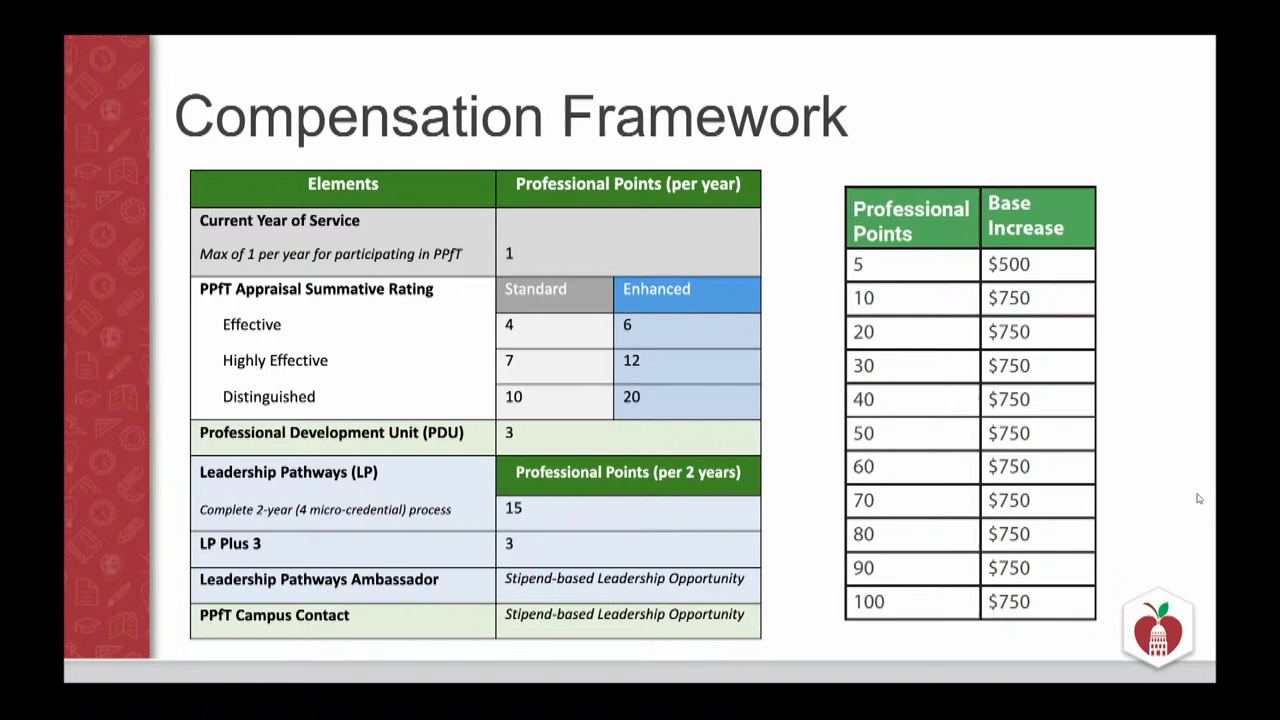 Compensation Framework
Elements
Professional Points (per year)
Current Year of Service
Max of 1 per year for participating in PPfT
1
PPfT Appraisal Summative Rating
Standard
Enhanced
Effective
4
6
Highly Effective
7
12
Distinguished
10
20
Professional Development Unit (PDU)
3
Leadership Pathways (LP)
Professional Points (per 2 years)
Complete 2-year (4 micro-credential) process
15
LP Plus 3
3
Leadership Pathways Ambassador
Stipend-based Leadership Opportunity
PPfT Campus Contact
Stipend-based Leadership Opportunity
Professional
Points
Base
Increase
5
$500
10
$750
20
$750
30
$750
40
$750
50
$750
60
$750
70
$750
80
$750
90
$750
100
$750